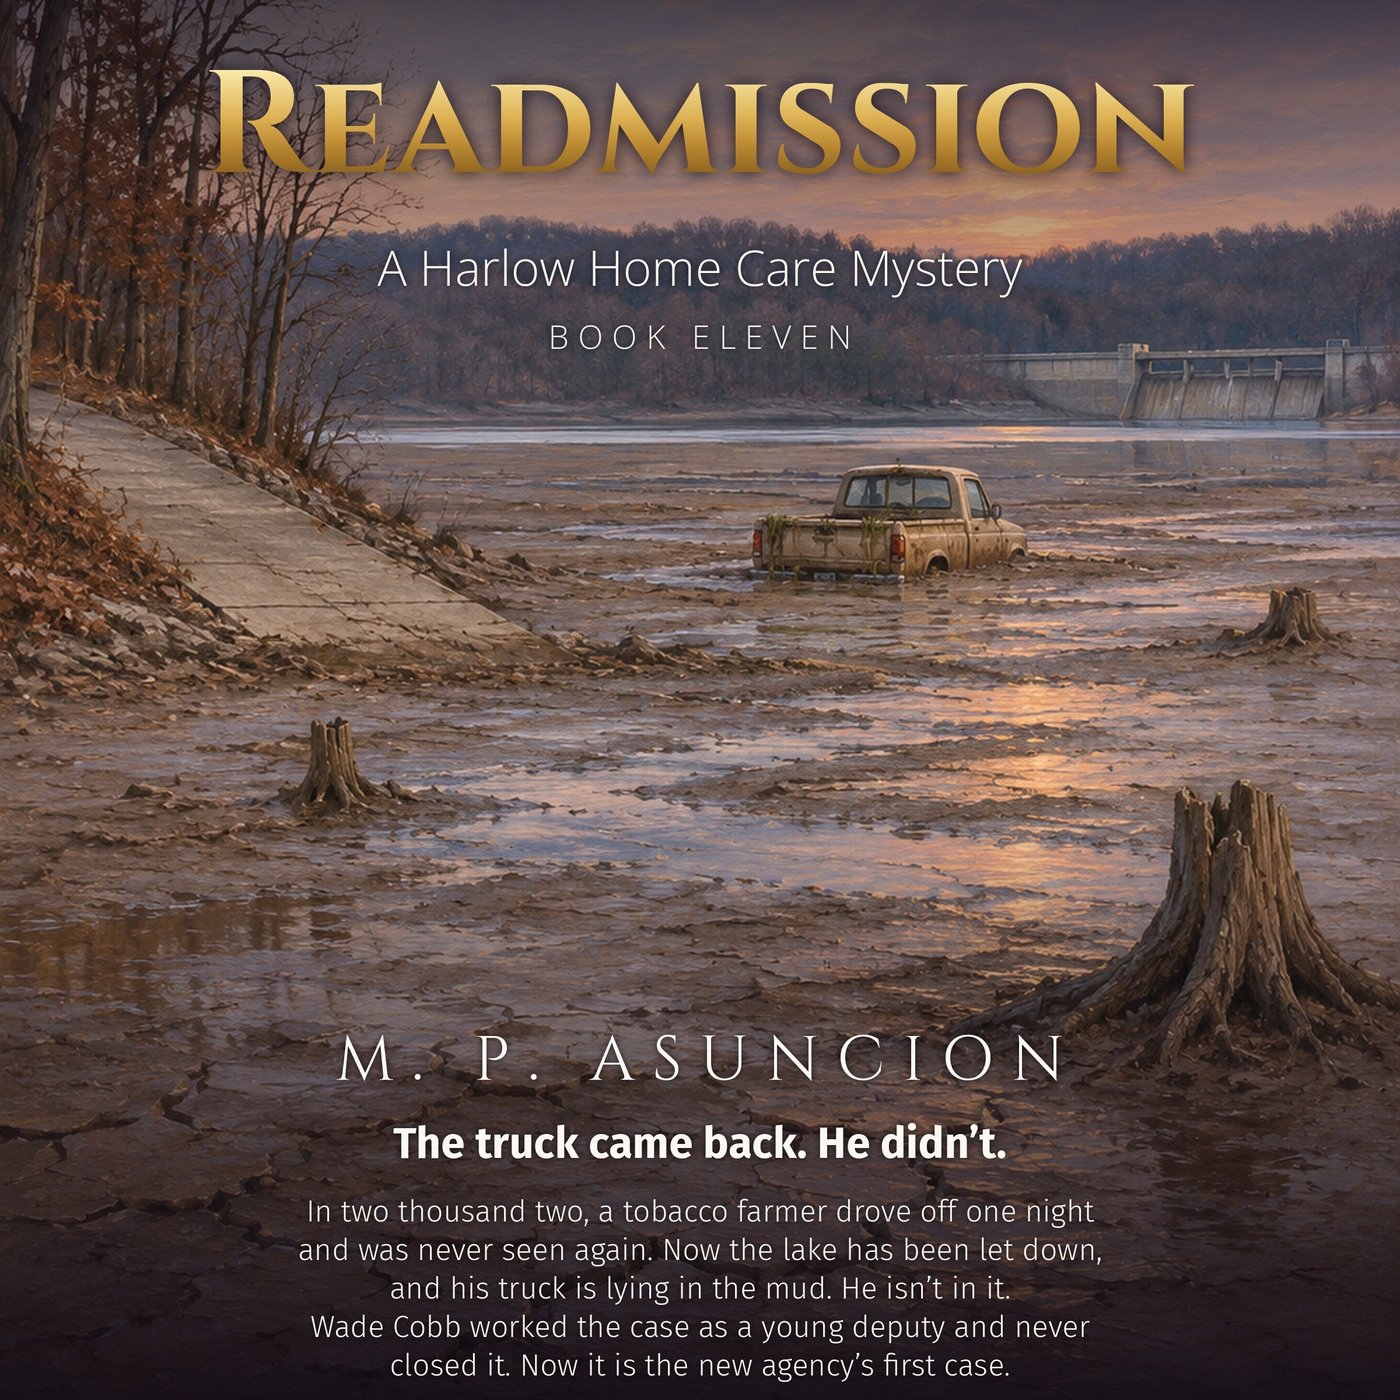 READMISSION
A Harlow Home Care Mystery
BOOK ELEVEN
M. P. ASUNCION
The truck came back. He didn’t.
In two thousand two, a tobacco farmer drove off one night
and was never seen again. Now the lake has been let down,
and his truck is lying in the mud. He isn’t in it.
Wade Cobb worked the case as a young deputy and never
closed it. Now it is the new agency’s first case.